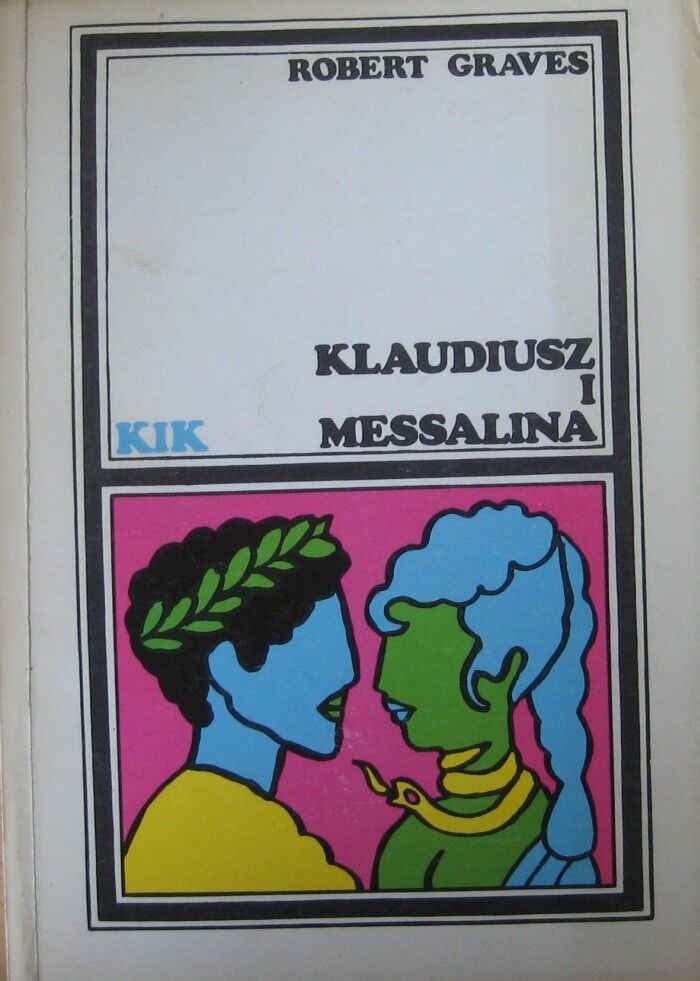 ROBERT GRAVES
KLAUDIUSZ
I
MESSALINA
KIK